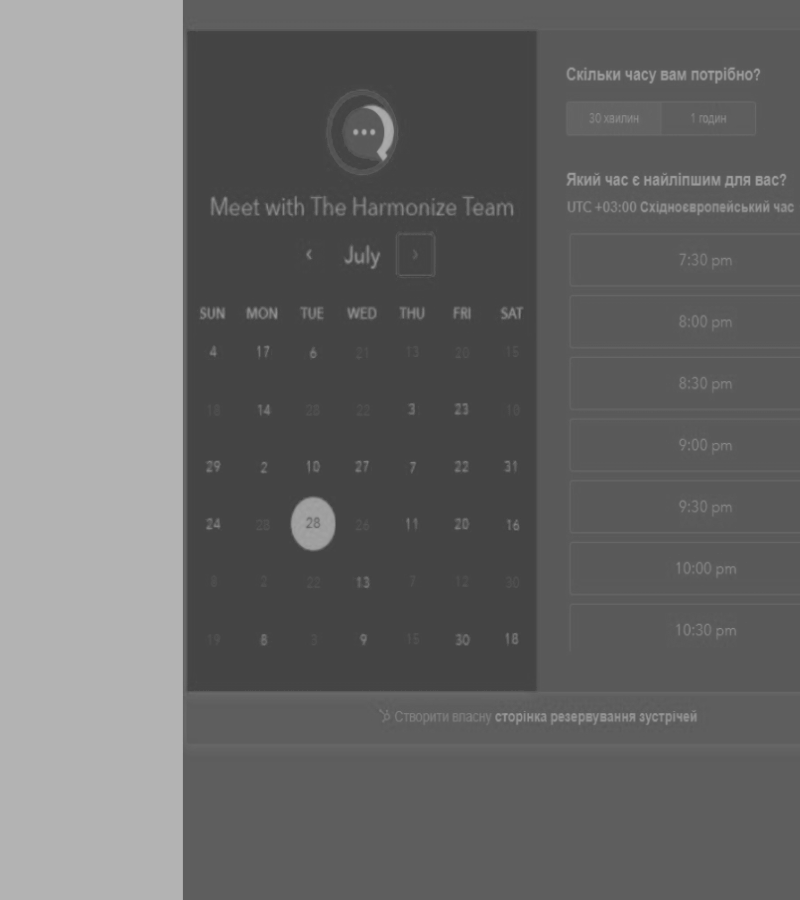 Meet with The Harmonize Team
July
SUN MON TUE WED THU FRI SAT
4 17 6 21 13 20 15
18 14 28 22 3 23 10
29 2 10 27 7 22 31
24 28 28 26 11 20 16
8 2 22 13 7 12 30
19 8 3 9 15 30 18
Скільки часу вам потрібно?
30 хвилин 1 годин
Який час є найліпшим для вас?
UTC +03:00 Східноєвропейський час
7:30 pm
8:00 pm
8:30 pm
9:00 pm
9:30 pm
10:00 pm
10:30 pm
Створити власну сторінка резервування зустрічей